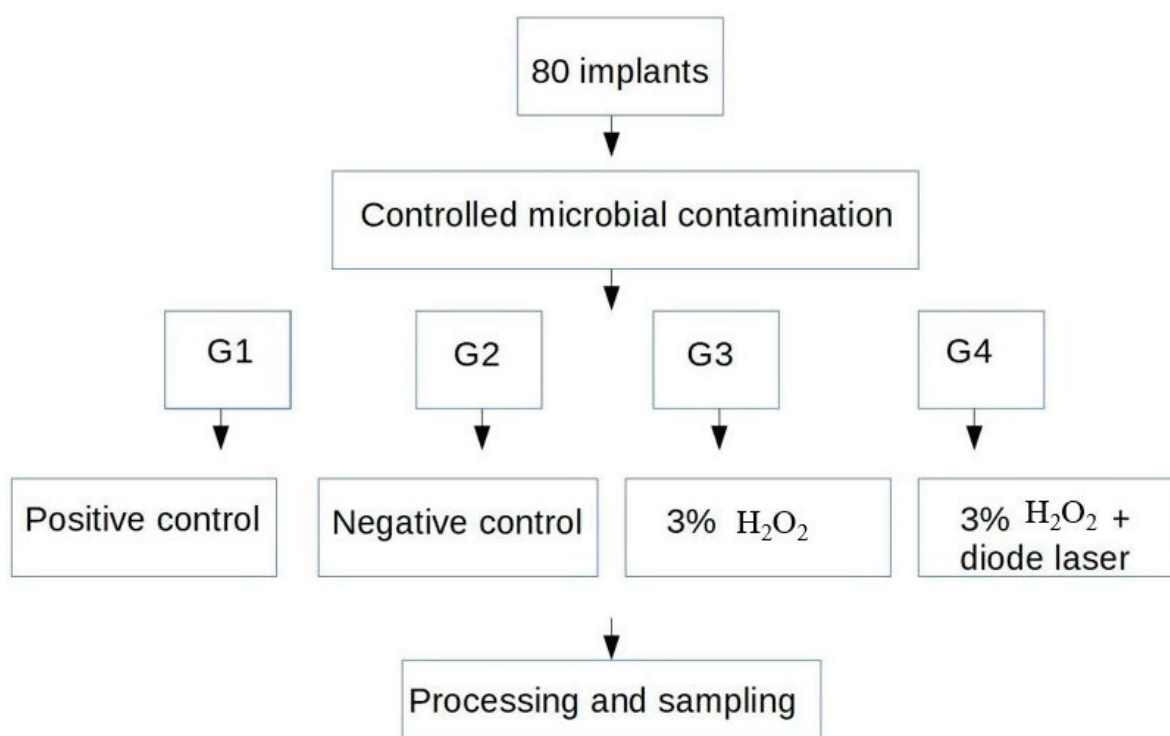 80 implants
Controlled microbial contamination
G1
G2
G3
G4
Positive control
Negative control
3% H₂O₂
3% H₂O₂ +
diode laser
Processing and sampling